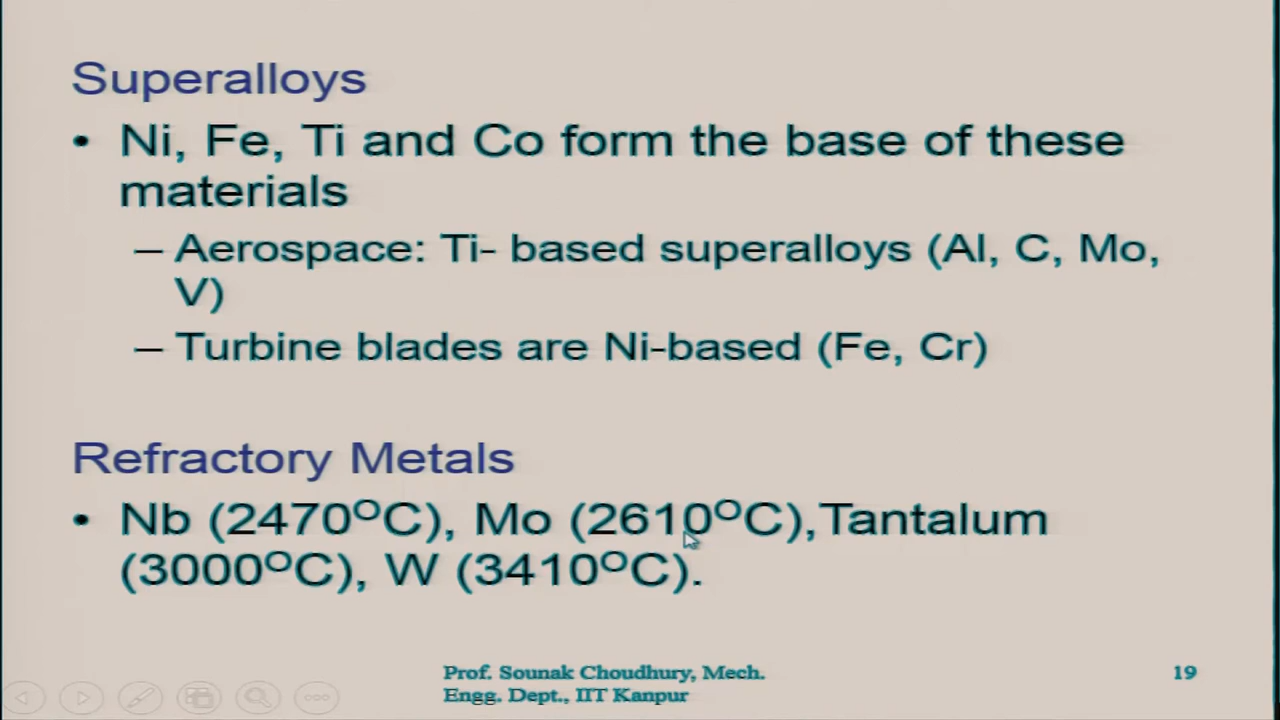 Superalloys
• Ni, Fe, Ti and Co form the base of these
materials
– Aerospace: Ti- based superalloys (Al, C, Mo,
V)
– Turbine blades are Ni-based (Fe, Cr)
Refractory Metals
• Nb (2470ᴼC), Mo (2610ᴼC),Tantalum
(3000ᴼC), W (3410ᴼC).
Prof. Sounak Choudhury, Mech.
Engg. Dept., IIT Kanpur
19